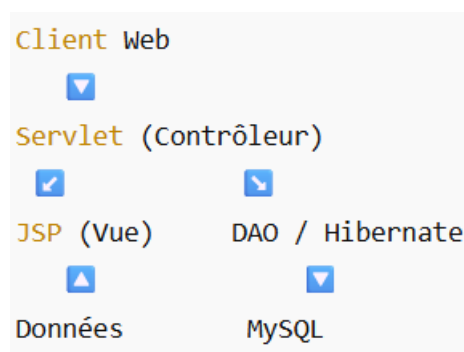 Client Web
🔽
Servlet (Contrôleur)
↙️ ↘️
JSP (Vue) DAO / Hibernate
🔼 🔽
Données MySQL